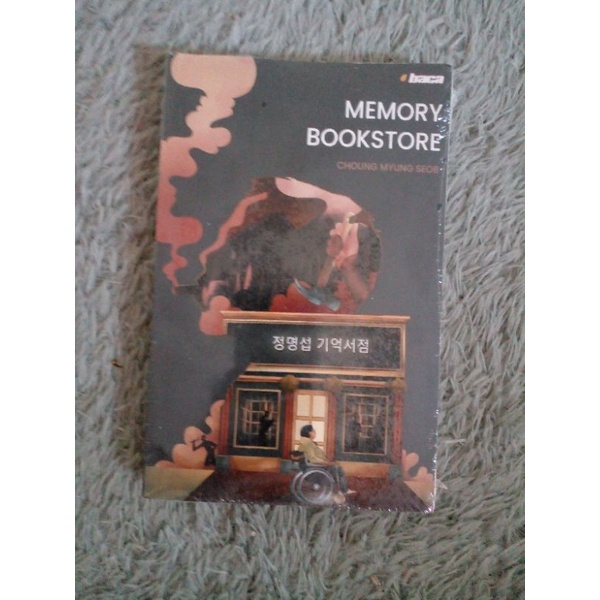 MEMORY
BOOKSTORE
CHOUNG MYUNG SEOB
정명섭 기억서점